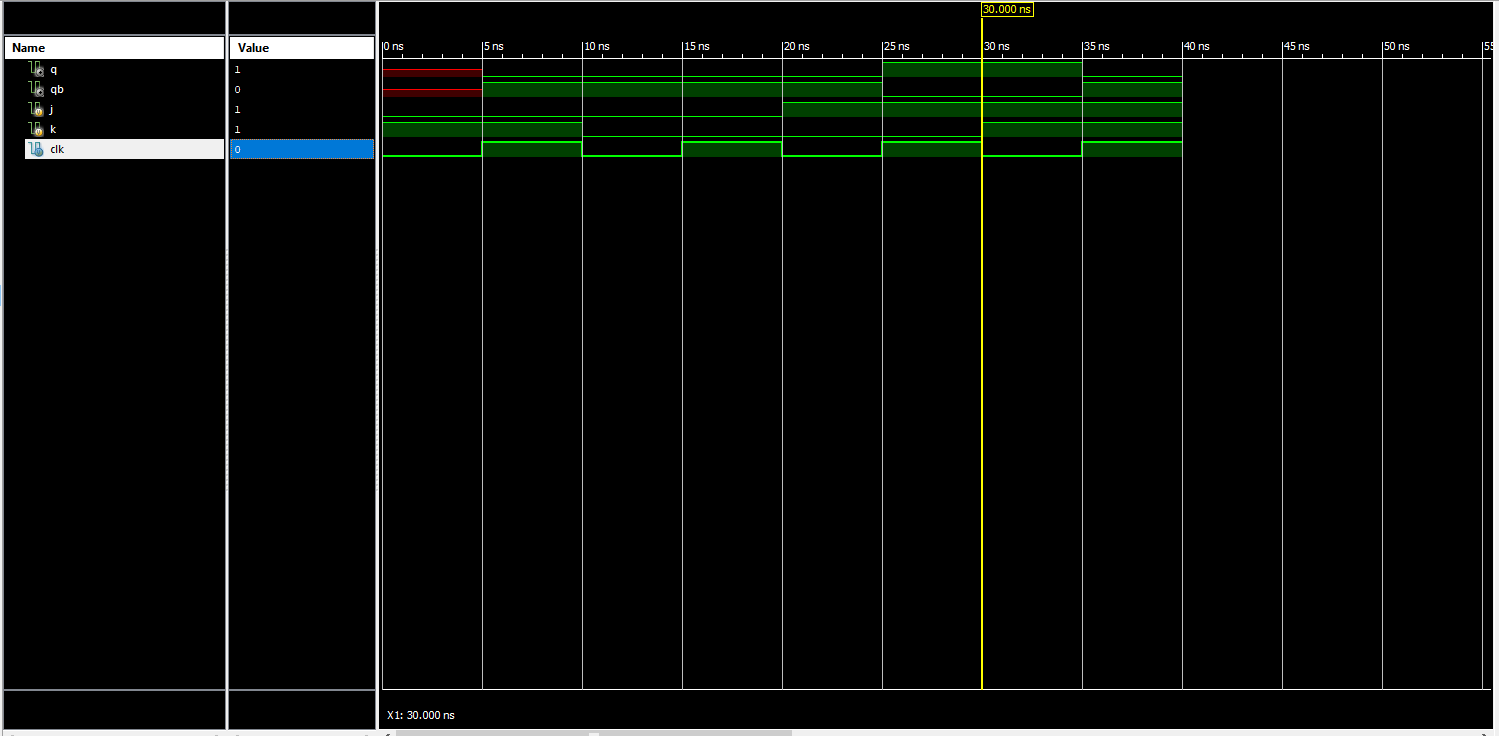 30.000 ns
Name Value
0 ns 5 ns 10 ns 15 ns 20 ns 25 ns 30 ns 35 ns 40 ns 45 ns 50 ns 55
q 1
qb 0
j 1
k 1
clk 0
X1: 30.000 ns